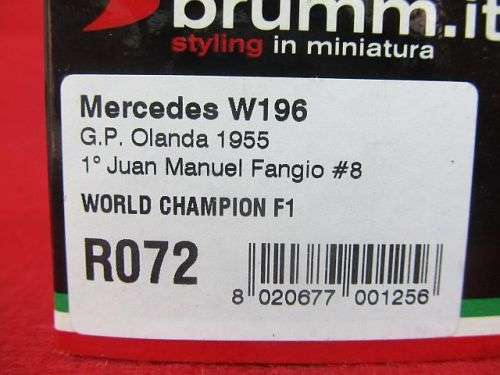 brumm.it
styling in miniatura
Mercedes W196
G.P. Olanda 1955
1° Juan Manuel Fangio #8
WORLD CHAMPION F1
R072
8 020677 001256